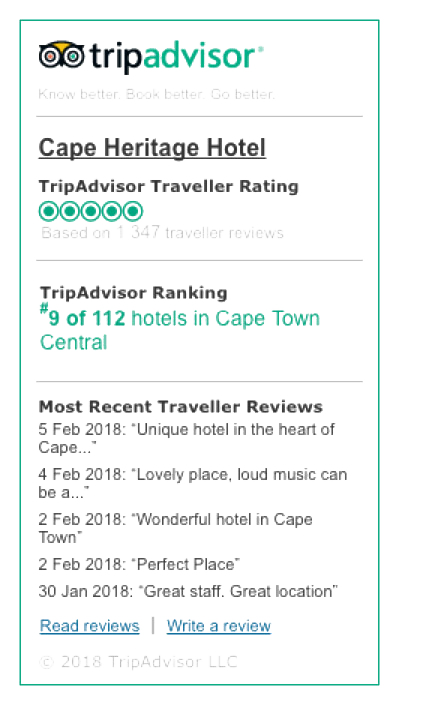 tripadvisor®
Know better. Book better. Go better.
Cape Heritage Hotel
TripAdvisor Traveller Rating
Based on 1 347 traveller reviews
TripAdvisor Ranking
#9 of 112 hotels in Cape Town
Central
Most Recent Traveller Reviews
5 Feb 2018: “Unique hotel in the heart of
Cape...”
4 Feb 2018: “Lovely place, loud music can
be a...”
2 Feb 2018: “Wonderful hotel in Cape
Town”
2 Feb 2018: “Perfect Place”
30 Jan 2018: “Great staff. Great location”
Read reviews | Write a review
© 2018 TripAdvisor LLC